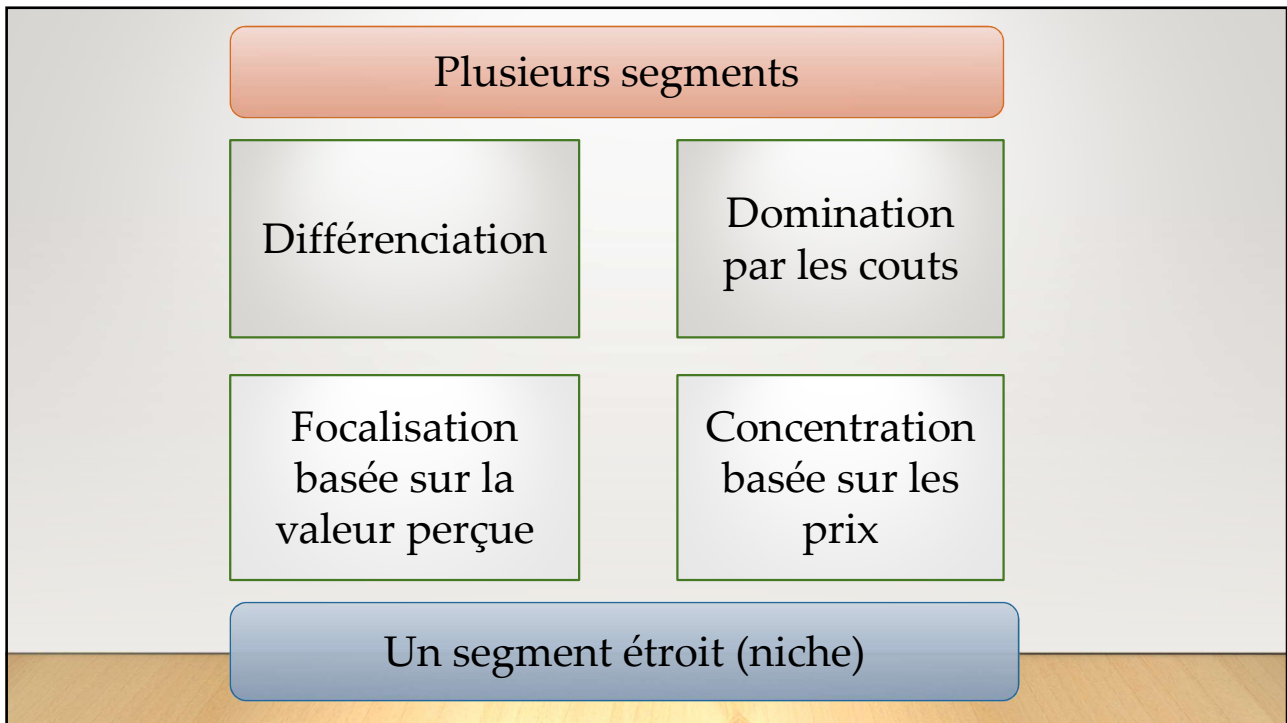 Plusieurs segments
Différenciation
Domination
par les couts
Focalisation
basée sur la
valeur perçue
Concentration
basée sur les
prix
Un segment étroit (niche)